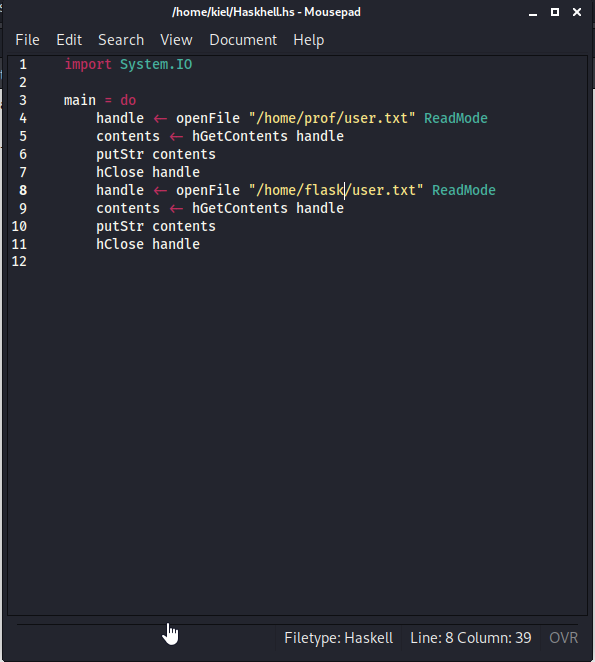 /home/kiel/Haskhell.hs - Mousepad
File Edit Search View Document Help
1 import System.IO
2
3 main = do
4 handle <- openFile "/home/prof/user.txt" ReadMode
5 contents <- hGetContents handle
6 putStr contents
7 hClose handle
8 handle <- openFile "/home/flask/user.txt" ReadMode
9 contents <- hGetContents handle
10 putStr contents
11 hClose handle
12
Filetype: Haskell Line: 8 Column: 39 OVR